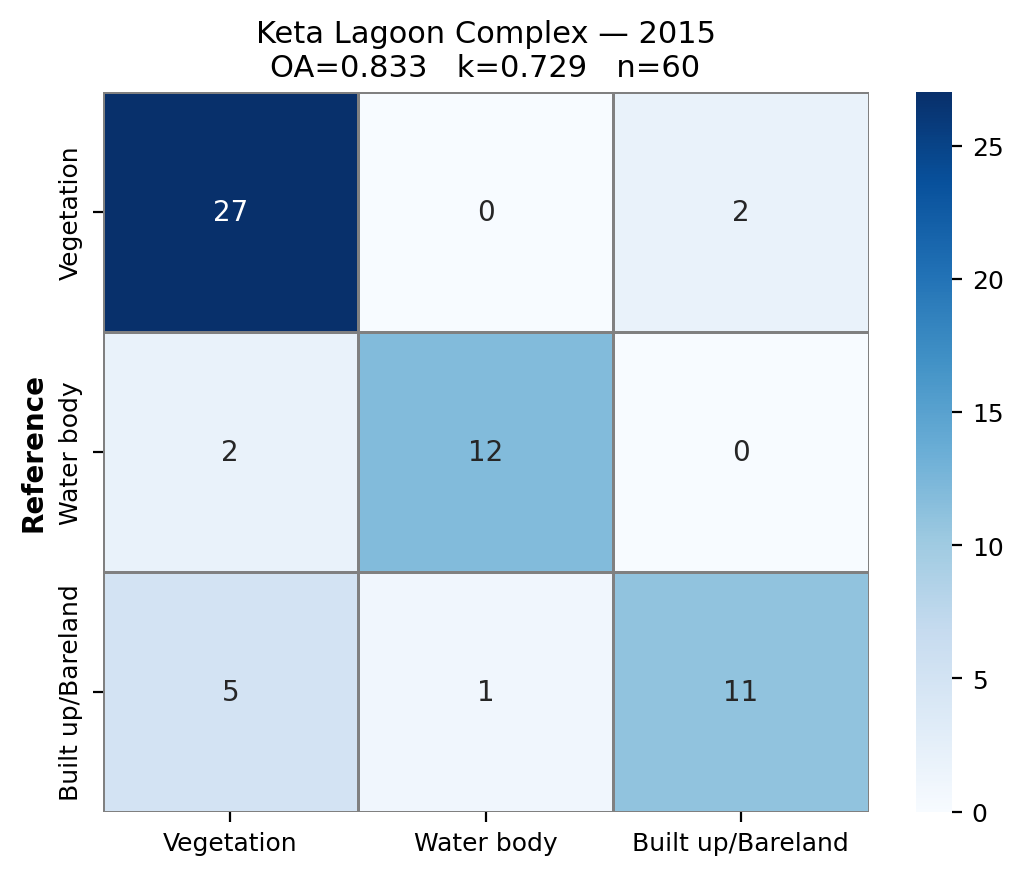 Keta Lagoon Complex — 2015
OA=0.833 k=0.729 n=60
Reference
Vegetation
27
0
2
Water body
2
12
0
Built up/Bareland
5
1
11
Vegetation
Water body
Built up/Bareland
25
20
15
10
5
0